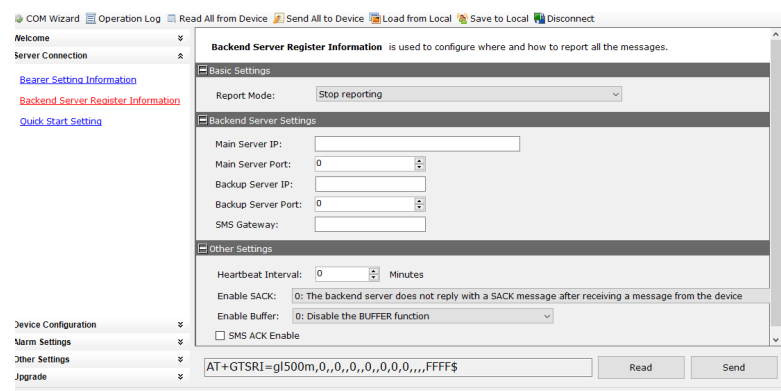 COM Wizard Operation Log Read All from Device Send All to Device Load from Local Save to Local Disconnect
Welcome
Server Connection
Bearer Setting Information
Backend Server Register Information
Quick Start Setting
Device Configuration
Alarm Settings
Other Settings
Upgrade
Backend Server Register Information is used to configure where and how to report all the messages.
Basic Settings
Report Mode: Stop reporting
Backend Server Settings
Main Server IP:
Main Server Port: 0
Backup Server IP:
Backup Server Port: 0
SMS Gateway:
Other Settings
Heartbeat Interval: 0 Minutes
Enable SACK: 0: The backend server does not reply with a SACK message after receiving a message from the device
Enable Buffer: 0: Disable the BUFFER function
SMS ACK Enable
AT+GTSRI=gl500m,0,,0,,0,,0,,0,0,0,,,,FFFF$ Read Send